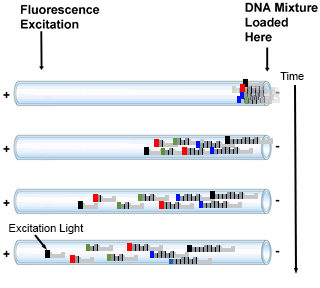 Fluorescence
Excitation
DNA Mixture
Loaded
Here
Time
+ -
+ -
+ -
Excitation Light
+ -